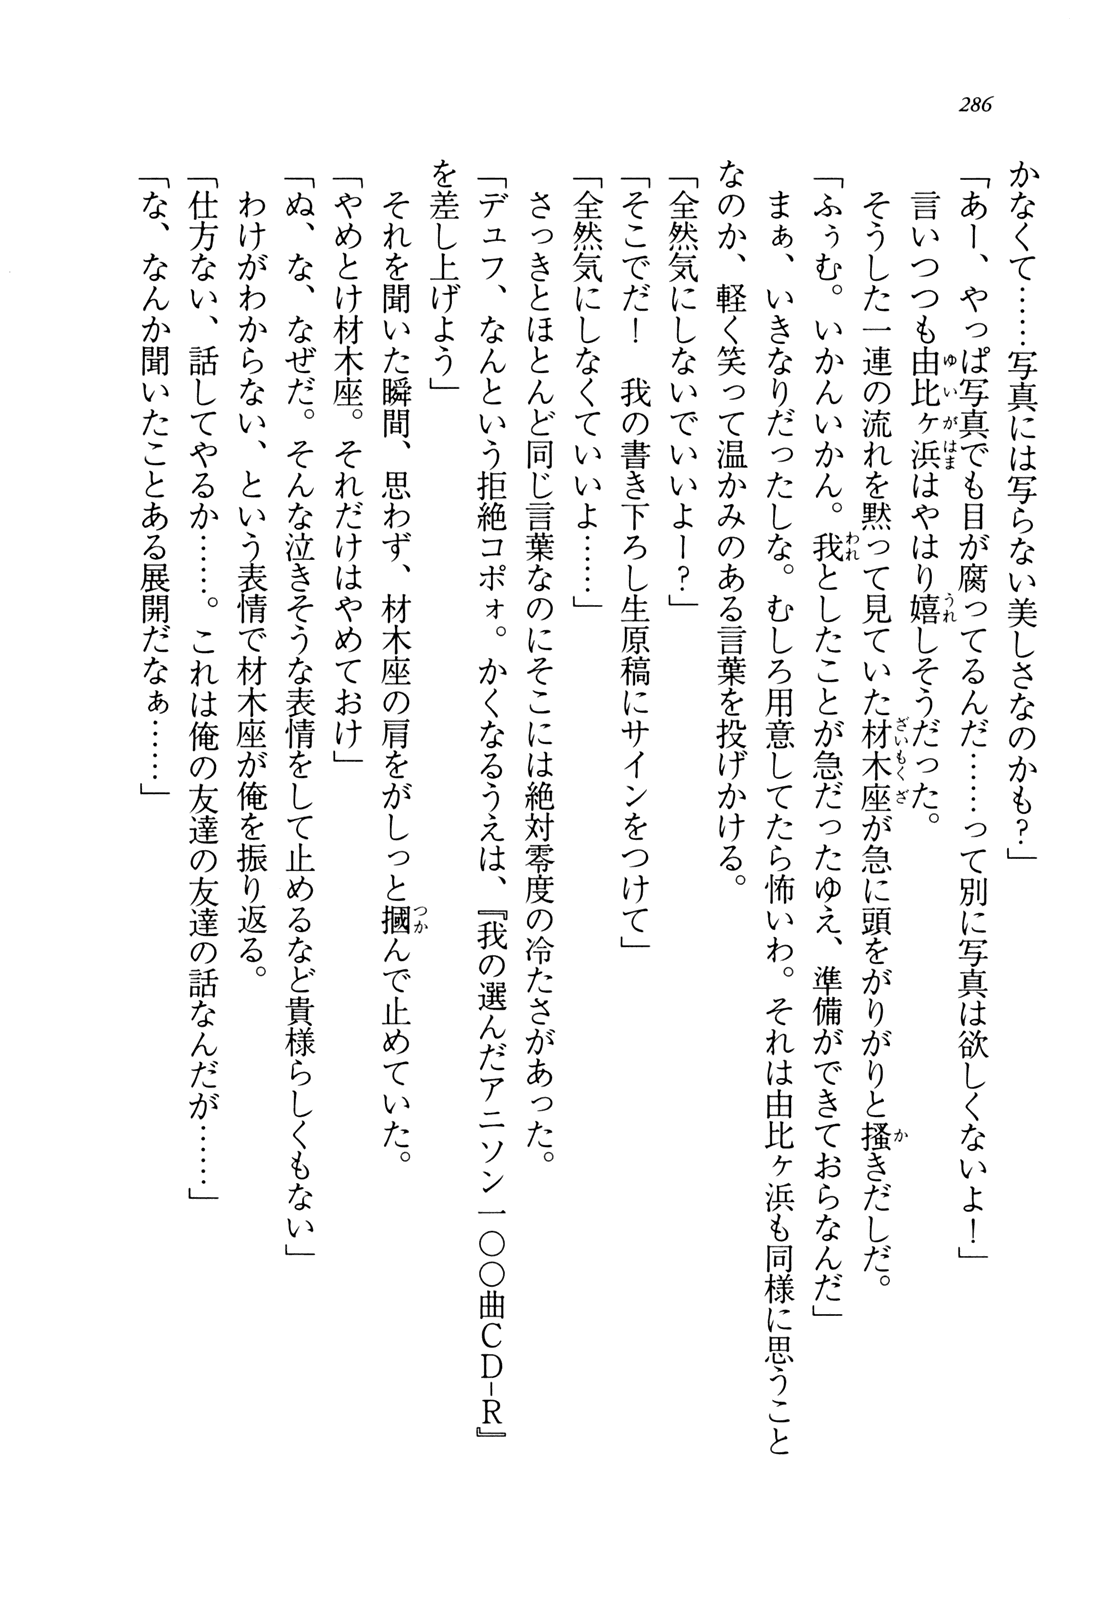 286
かなくて……写真には写らない美しさなのかも？」
「あー、やっぱ写真でも目が腐ってるんだ……って別に写真は欲しくないよ！」
言いつつも由比ヶ浜はやはり嬉しそうだった。
そうした一連の流れを黙って見ていた材木座が急に頭をがりがりと掻きだしだ。
「ふぅむ。いかんいかん。我としたことが急だったゆえ、準備ができておらなんだ」
まぁ、いきなりだったしな。むしろ用意してたら怖いわ。それは由比ヶ浜も同様に思うこと
なのか、軽く笑って温かみのある言葉を投げかける。
「全然気にしないでいいよー？」
「そこでだ！　我の書き下ろし生原稿にサインをつけて」
「全然気にしなくていいよ……」
さっきとほとんど同じ言葉なのにそこには絶対零度の冷たさがあった。
「デュフ、なんという拒絶コポォ。かくなるうえは、『我の選んだアニソン一〇〇曲ＣＤ-Ｒ』
を差し上げよう」
それを聞いた瞬間、思わず、材木座の肩をがしっと摑んで止めていた。
「やめとけ材木座。それだけはやめておけ」
「ぬ、な、なぜだ。そんな泣きそうな表情をして止めるなど貴様らしくもない」
わけがわからない、という表情で材木座が俺を振り返る。
「仕方ない、話してやるか……。これは俺の友達の友達の話なんだが……」
「な、なんか聞いたことある展開だなぁ……」